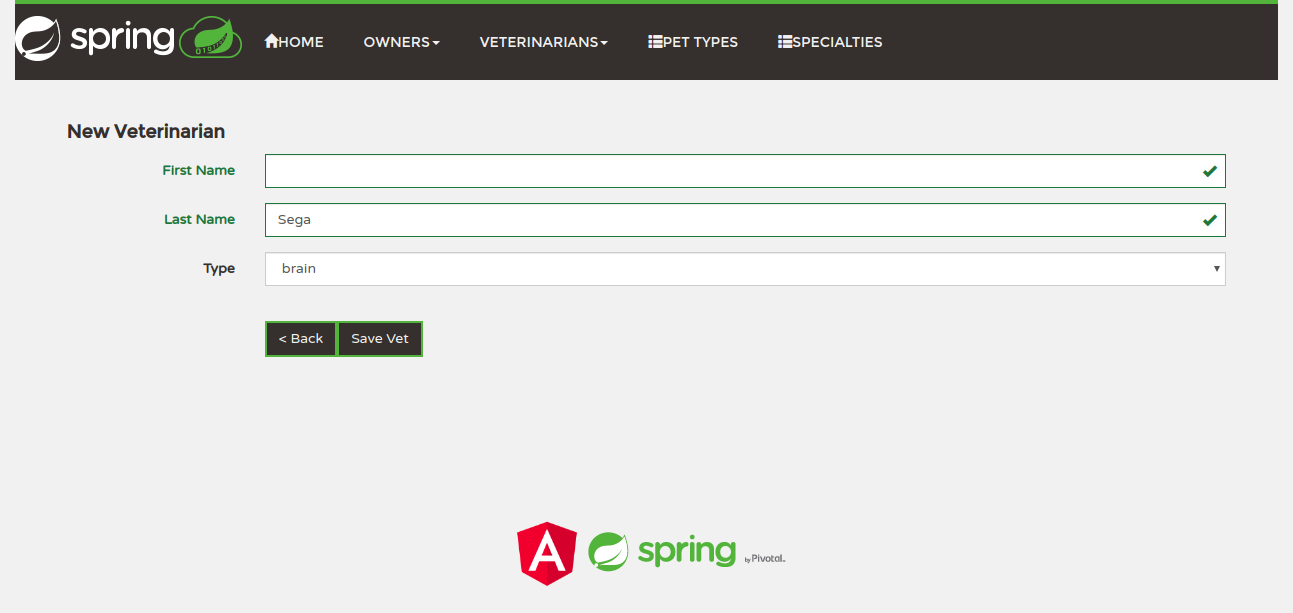 spring HOME OWNERS VETERINARIANS PET TYPES SPECIALTIES
New Veterinarian
First Name
Last Name Sega
Type brain
< Back Save Vet
A spring by Pivotal.